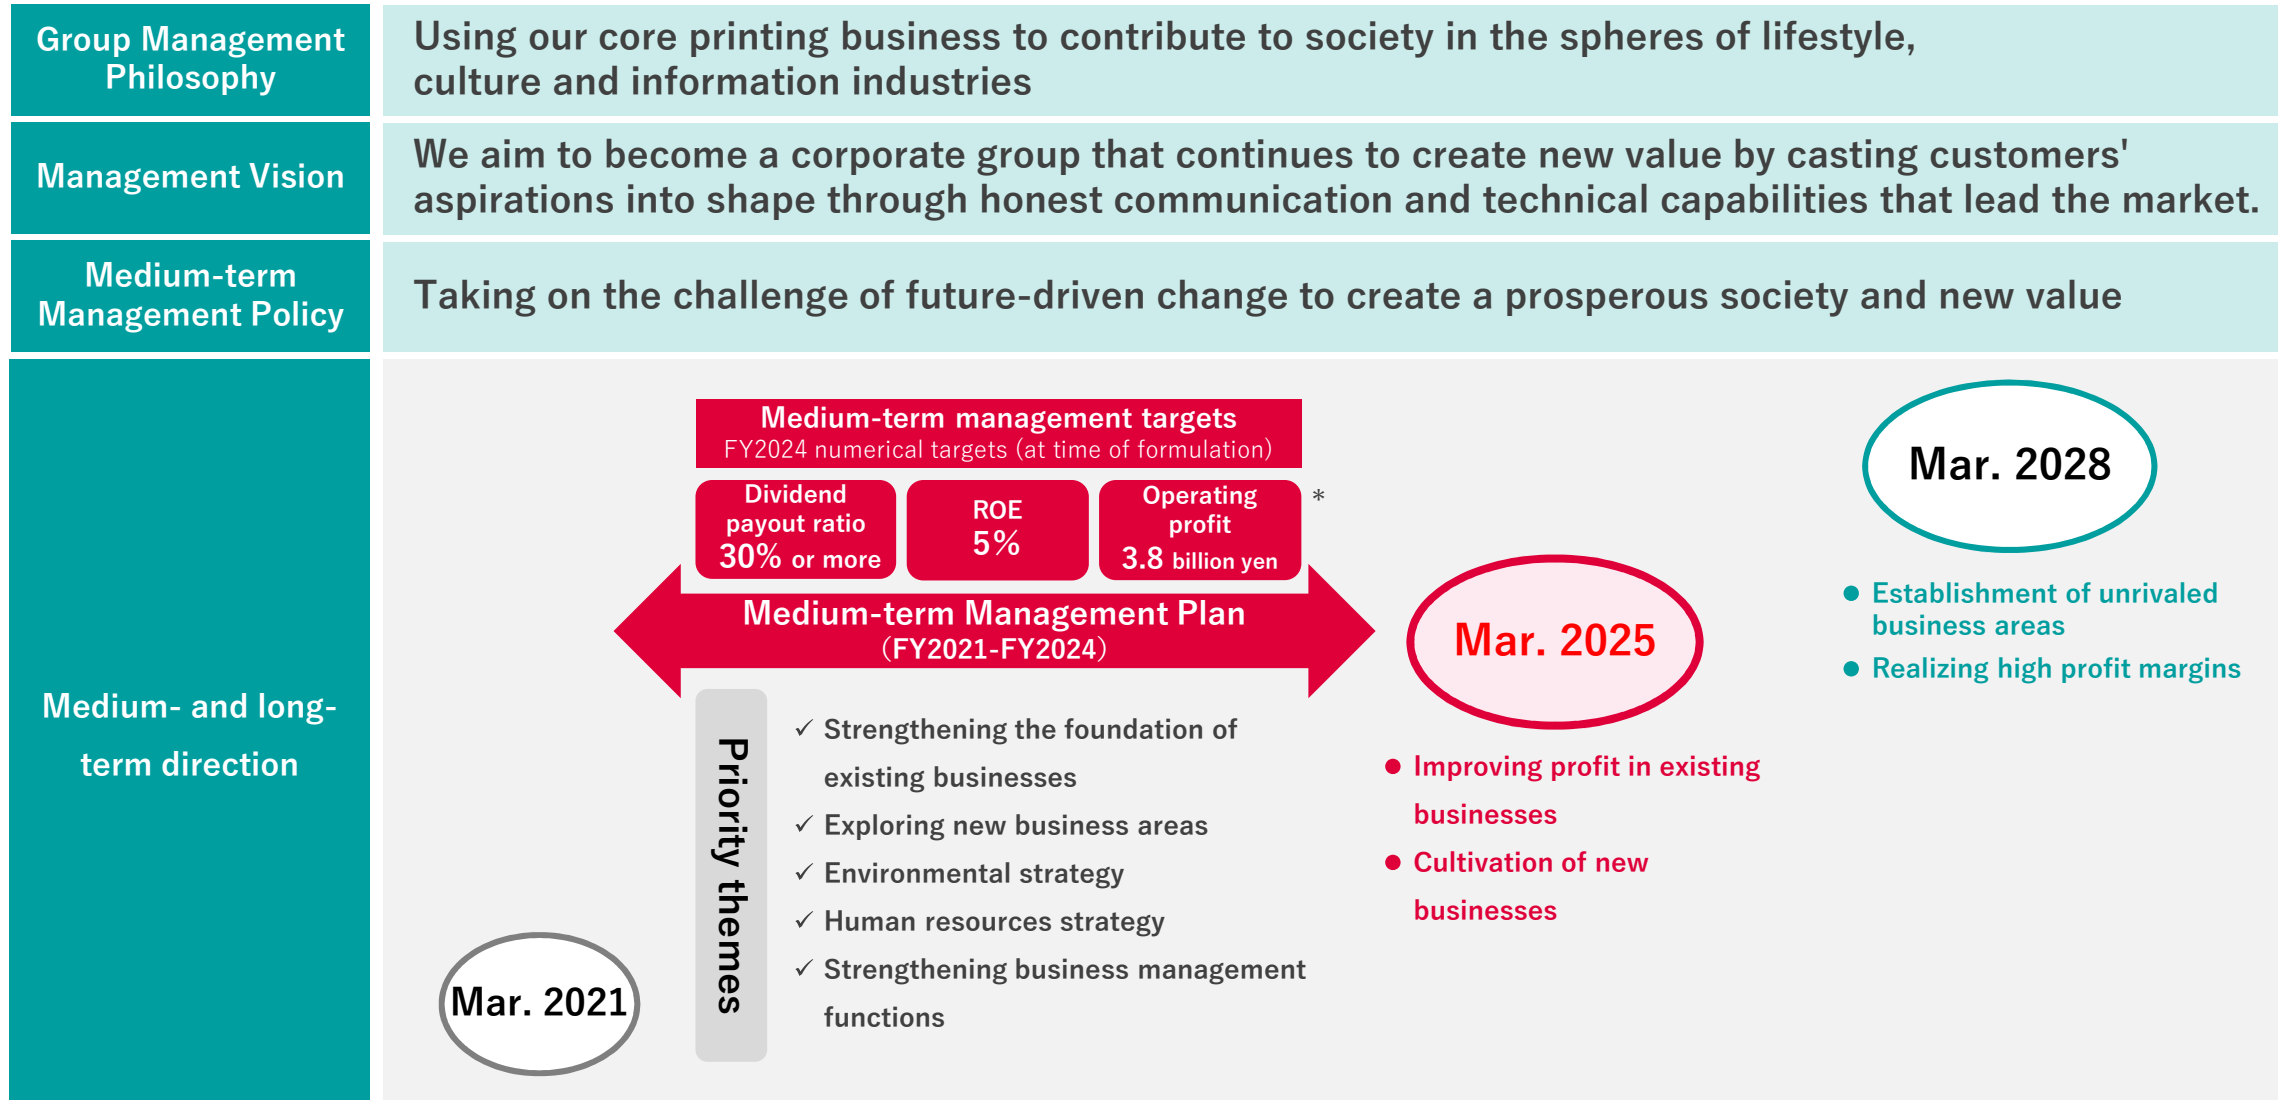 Group Management
Philosophy
Using our core printing business to contribute to society in the spheres of lifestyle,
culture and information industries
Management Vision
We aim to become a corporate group that continues to create new value by casting customers'
aspirations into shape through honest communication and technical capabilities that lead the market.
Medium-term
Management Policy
Taking on the challenge of future-driven change to create a prosperous society and new value
Medium- and long-
term direction
Medium-term management targets
FY2024 numerical targets (at time of formulation)
Dividend
payout ratio
30% or more
ROE
5%
Operating
profit
3.8 billion yen
*
Medium-term Management Plan
(FY2021-FY2024)
Priority themes
✓ Strengthening the foundation of
existing businesses
✓ Exploring new business areas
✓ Environmental strategy
✓ Human resources strategy
✓ Strengthening business management
functions
Mar. 2021
Mar. 2025
● Improving profit in existing
businesses
● Cultivation of new
businesses
Mar. 2028
● Establishment of unrivaled
business areas
● Realizing high profit margins